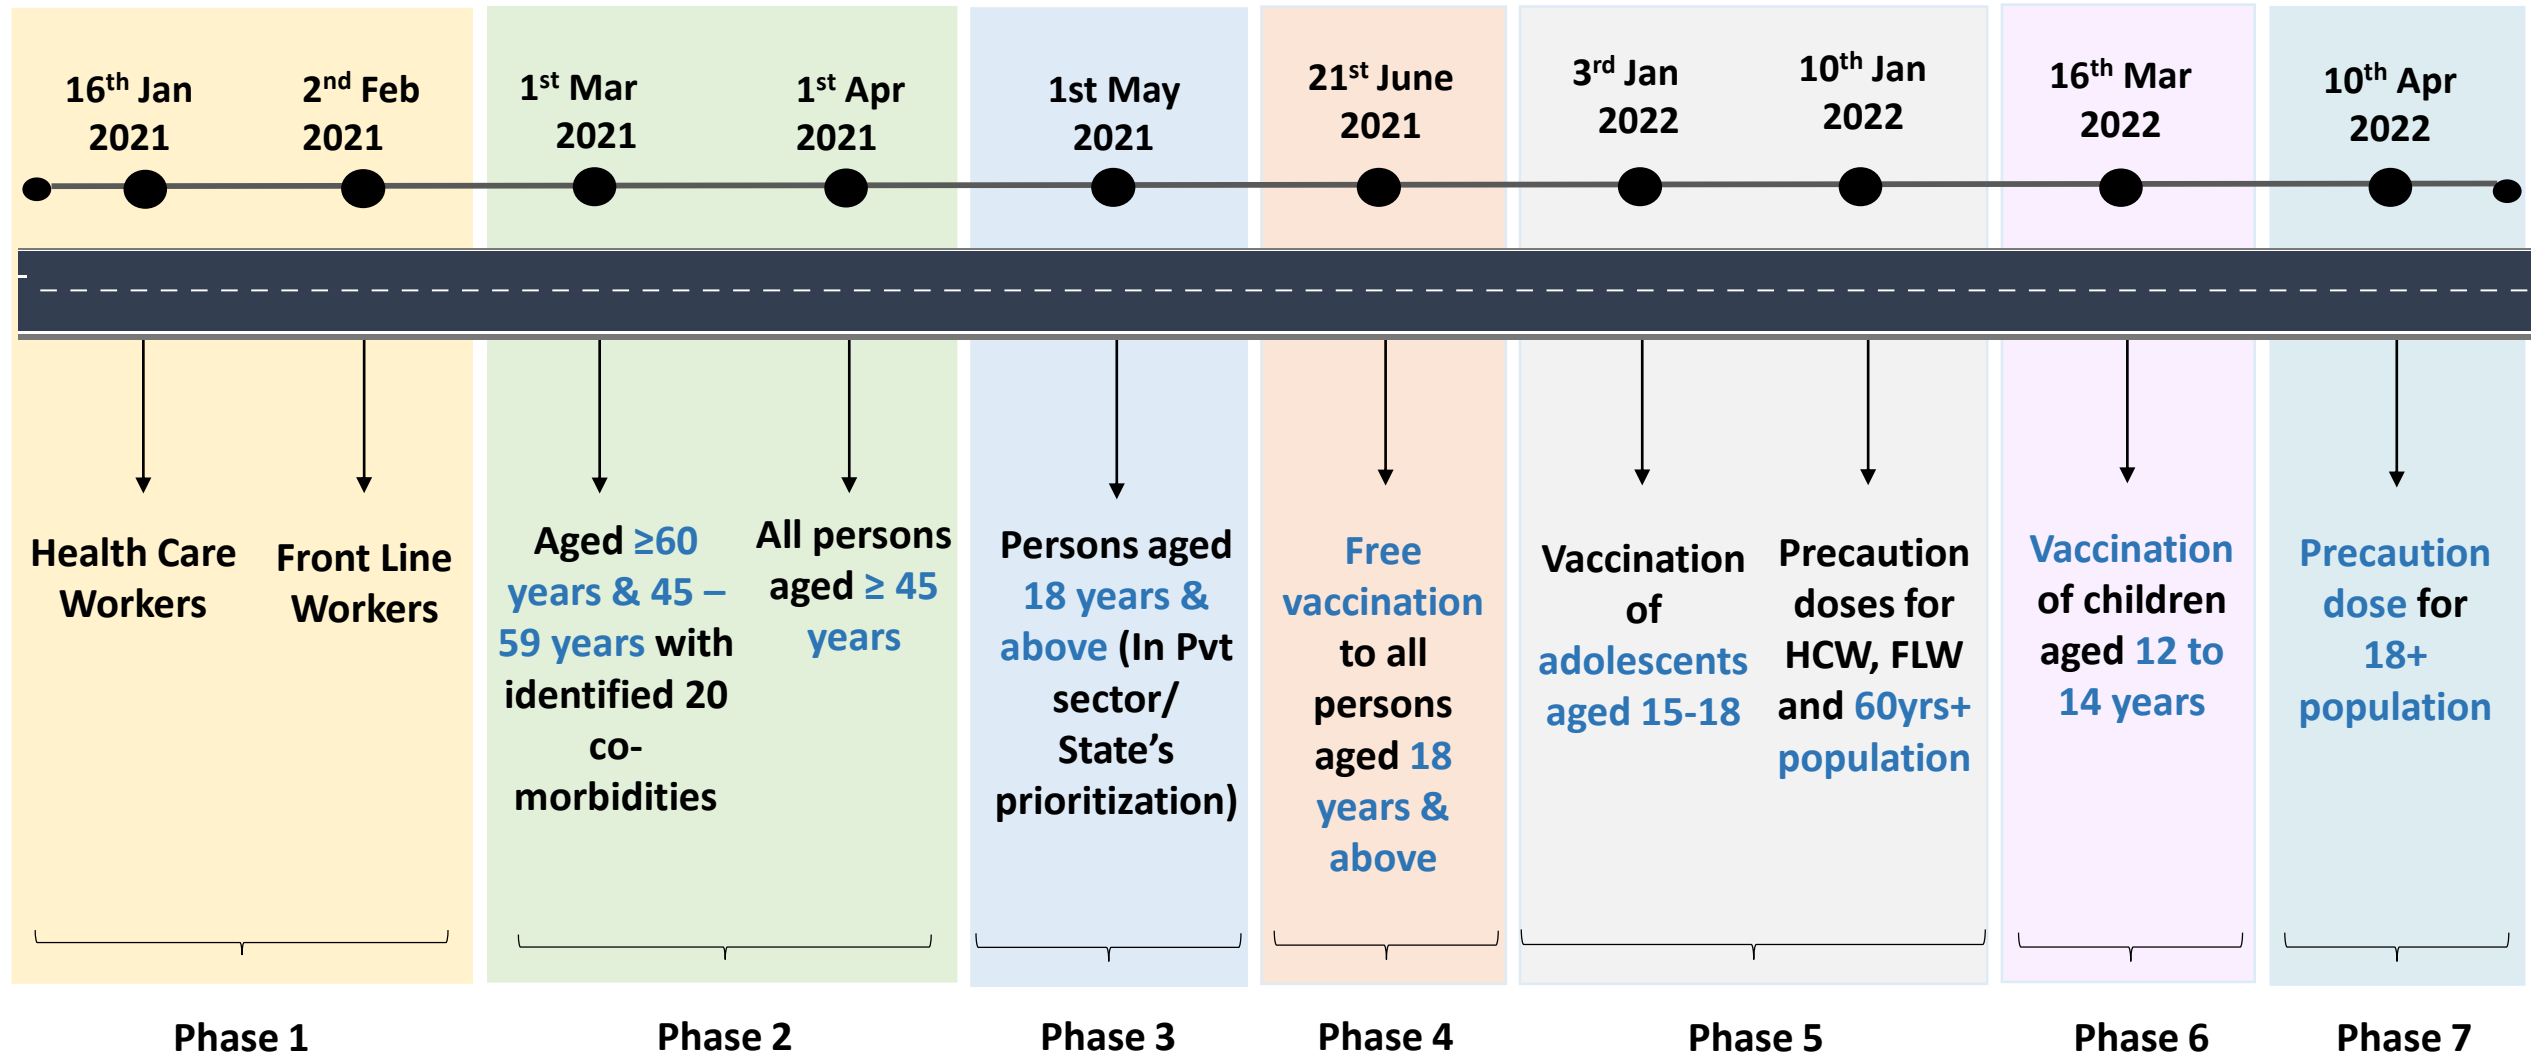 16th Jan
2021
2nd Feb
2021
1st Mar
2021
1st Apr
2021
1st May
2021
21st June
2021
3rd Jan
2022
10th Jan
2022
16th Mar
2022
10th Apr
2022
Health Care
Workers
Front Line
Workers
Aged ≥60
years & 45 –
59 years with
identified 20
co-
morbidities
All persons
aged ≥ 45
years
Persons aged
18 years &
above (In Pvt
sector/
State’s
prioritization)
Free
vaccination
to all
persons
aged 18
years &
above
Vaccination
of
adolescents
aged 15-18
Precaution
doses for
HCW, FLW
and 60yrs+
population
Vaccination
of children
aged 12 to
14 years
Precaution
dose for
18+
population
Phase 1
Phase 2
Phase 3
Phase 4
Phase 5
Phase 6
Phase 7